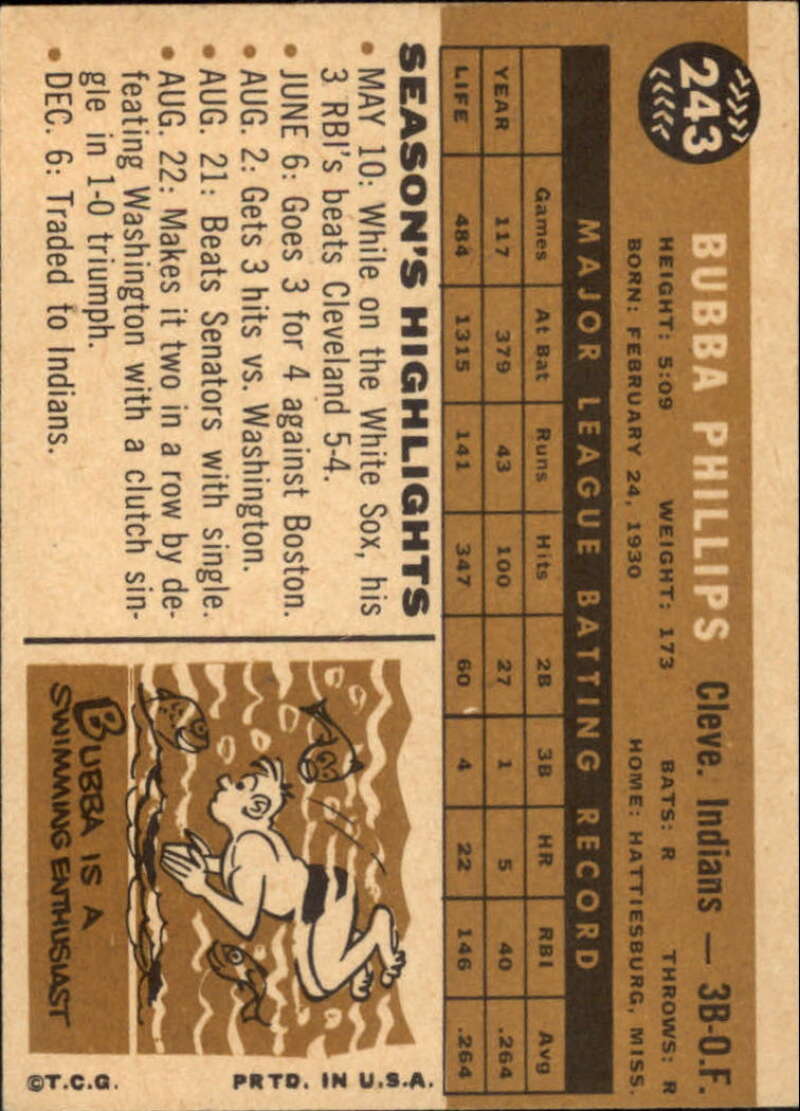 243
BUBBA PHILLIPS Cleve. Indians — 3B-O.F.
HEIGHT: 5:09 WEIGHT: 173 BATS: R THROWS: R
BORN: FEBRUARY 24, 1930 HOME: HATTIESBURG, MISS.
MAJOR LEAGUE BATTING RECORD
Games At Bat Runs Hits 2B 3B HR RBI Avg
YEAR 117 379 43 100 27 1 5 40 .264
LIFE 484 1315 141 347 60 4 22 146 .264
SEASON'S HIGHLIGHTS
• MAY 10: While on the White Sox, his
3 RBI's beats Cleveland 5-4.
• JUNE 6: Goes 3 for 4 against Boston.
• AUG. 2: Gets 3 hits vs. Washington.
• AUG. 21: Beats Senators with single.
• AUG. 22: Makes it two in a row by de-
feating Washington with a clutch sin-
gle in 1-0 triumph.
• DEC. 6: Traded to Indians.
BUBBA IS A
SWIMMING ENTHUSIAST
©T.C.G. PRTD. IN U.S.A.